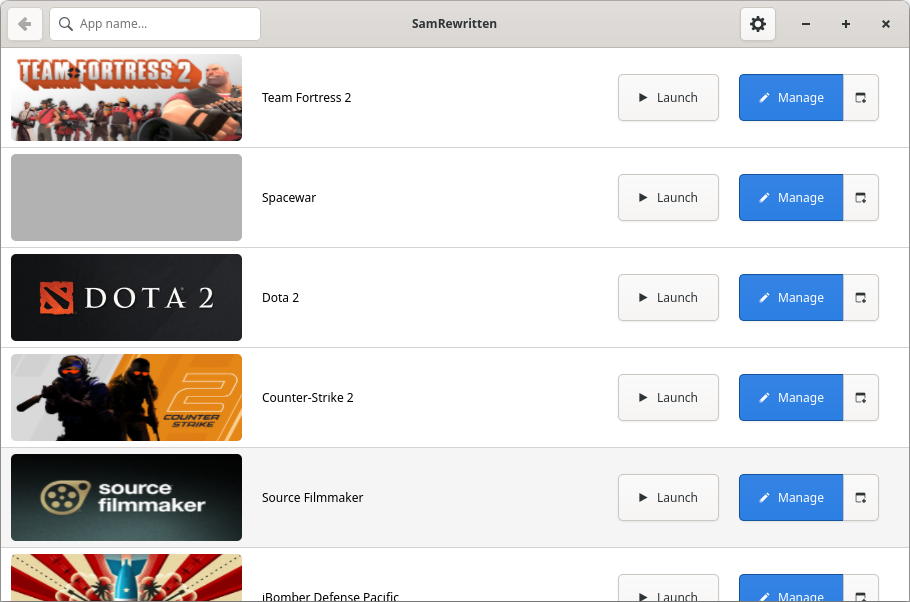 App name...
SamRewritten
TEAM FORTRESS 2
Team Fortress 2
Launch
Manage
Spacewar
Launch
Manage
DOTA 2
Dota 2
Launch
Manage
2
COUNTER
STRIKE
Counter-Strike 2
Launch
Manage
source
filmmaker
Source Filmmaker
Launch
Manage
iBomber Defense Pacific
Launch
Manage